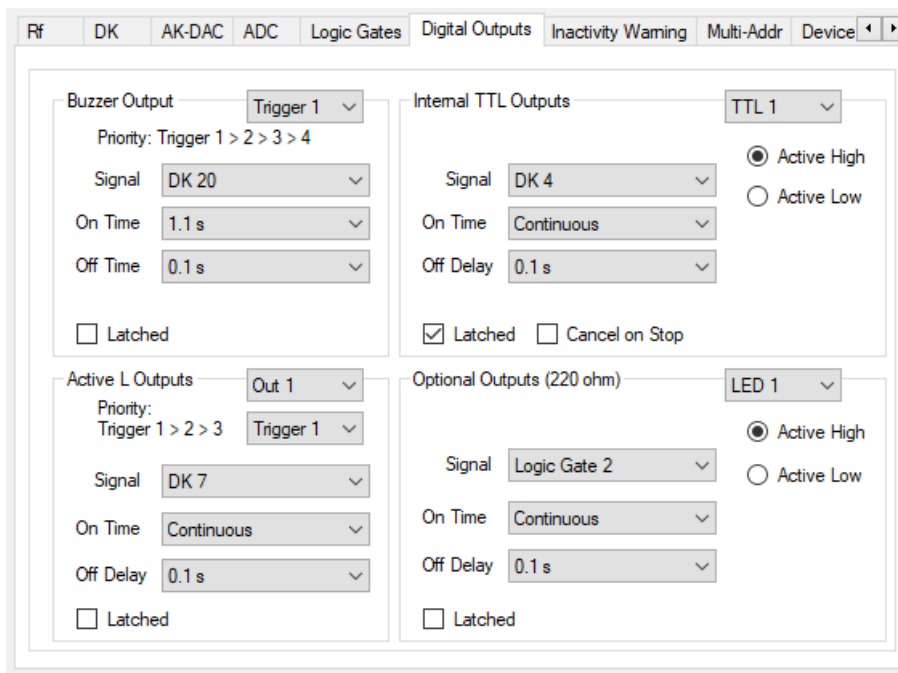 Rf DK AK-DAC ADC Logic Gates Digital Outputs Inactivity Warning Multi-Addr Device
Buzzer Output Trigger 1
Priority: Trigger 1 > 2 > 3 > 4
Signal DK 20
On Time 1.1 s
Off Time 0.1 s
Latched
Internal TTL Outputs TTL 1
Active High
Active Low
Signal DK 4
On Time Continuous
Off Delay 0.1 s
Latched Cancel on Stop
Active L Outputs Out 1
Priority:
Trigger 1 > 2 > 3 Trigger 1
Signal DK 7
On Time Continuous
Off Delay 0.1 s
Latched
Optional Outputs (220 ohm) LED 1
Active High
Active Low
Signal Logic Gate 2
On Time Continuous
Off Delay 0.1 s
Latched